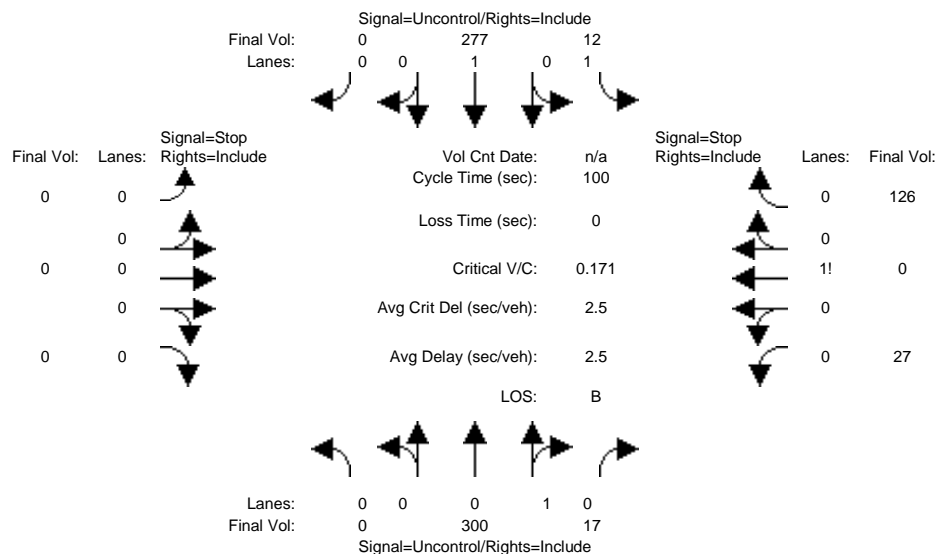 Signal=Uncontrol/Rights=Include
Final Vol: 0 277 12
Lanes: 0 0 1 0 1
Signal=Stop
Final Vol: Lanes: Rights=Include
Vol Cnt Date: n/a
Signal=Stop
Rights=Include Lanes: Final Vol:
Cycle Time (sec): 100
0 0
0 126
Loss Time (sec): 0
0
0
0 0
Critical V/C: 0.171
1! 0
0
Avg Crit Del (sec/veh): 2.5
0
0 0
Avg Delay (sec/veh): 2.5
0 27
LOS: B
Lanes: 0 0 0 1 0
Final Vol: 0 300 17
Signal=Uncontrol/Rights=Include